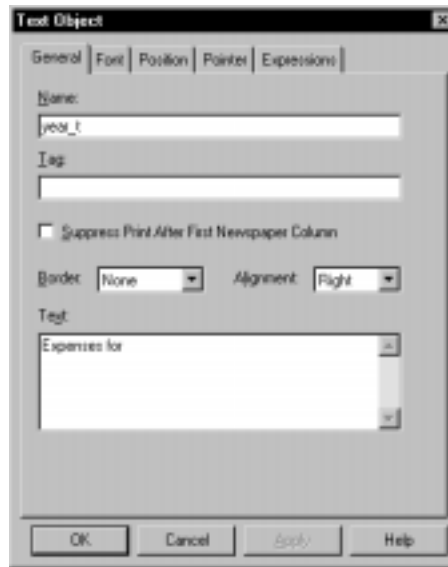 Text Object
General Font Position Pointer Expressions
Name:
year_t
Tag:
Suppress Print After First Newspaper Column
Border: None Alignment: Right
Text:
Expenses for
OK Cancel Apply Help